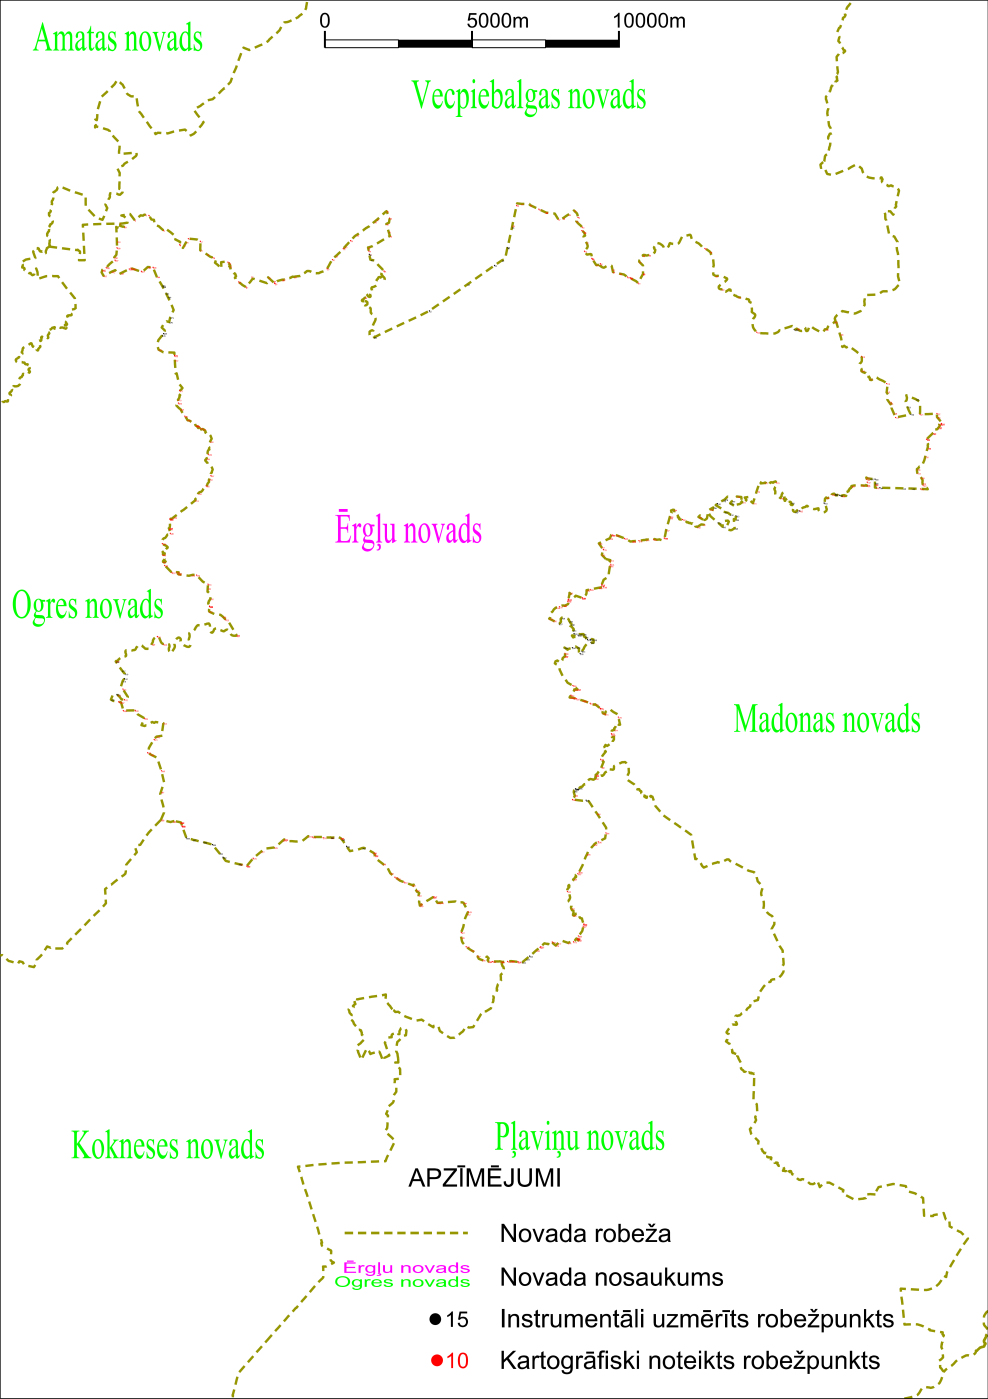 0 5000m 10000m
Amatas novads
Vecpiebalgas novads
Ērgļu novads
Ogres novads
Madonas novads
Kokneses novads
Pļaviņu novads
APZĪMĒJUMI
Novada robeža
Ērgļu novads
Ogres novads
Novada nosaukums
15 Instrumentāli uzmērīts robežpunkts
10 Kartogrāfiski noteikts robežpunkts